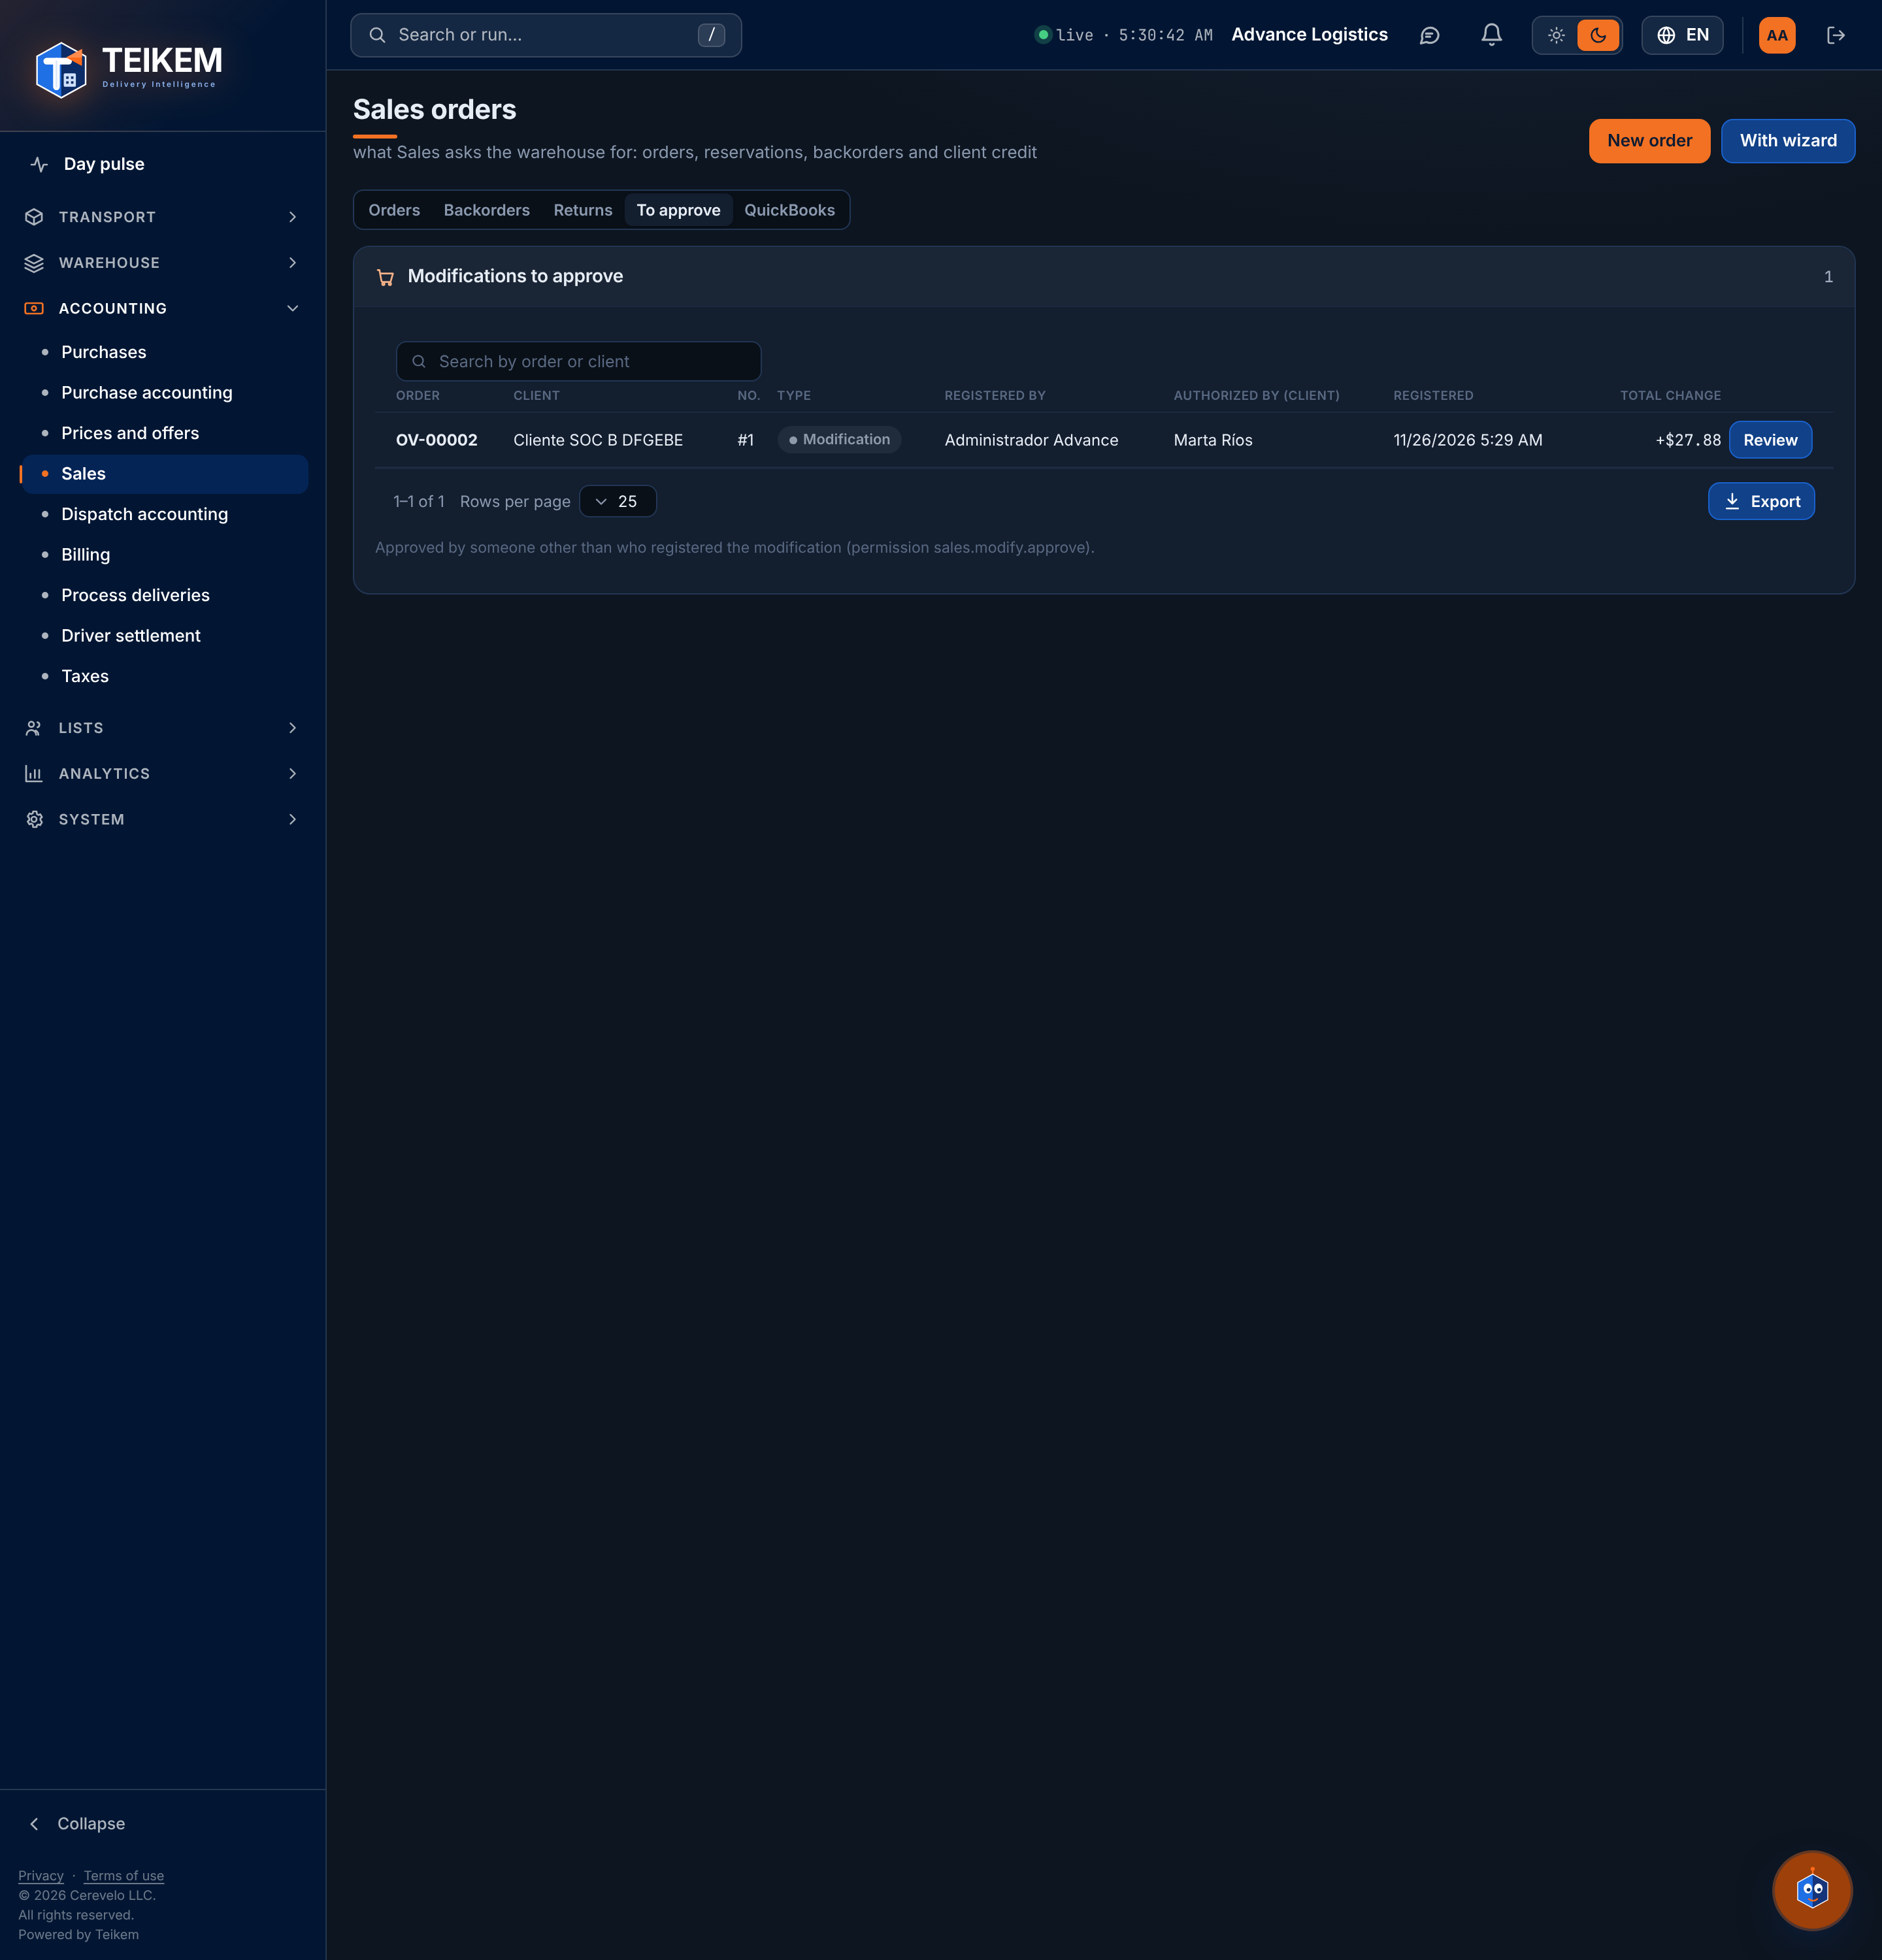 TEIKEM
Delivery Intelligence
Search or run...
/
live · 5:30:42 AM
Advance Logistics
EN
AA
Day pulse
TRANSPORT
WAREHOUSE
ACCOUNTING
Purchases
Purchase accounting
Prices and offers
Sales
Dispatch accounting
Billing
Process deliveries
Driver settlement
Taxes
LISTS
ANALYTICS
SYSTEM
Collapse
Privacy · Terms of use
© 2026 Cerevelo LLC.
All rights reserved.
Powered by Teikem
Sales orders
what Sales asks the warehouse for: orders, reservations, backorders and client credit
New order
With wizard
Orders Backorders Returns To approve QuickBooks
Modifications to approve
1
Search by order or client
ORDER CLIENT NO. TYPE REGISTERED BY AUTHORIZED BY (CLIENT) REGISTERED TOTAL CHANGE
OV-00002 Cliente SOC B DFGEBE #1 Modification Administrador Advance Marta Ríos 11/26/2026 5:29 AM +$27.88 Review
1–1 of 1 Rows per page 25
Export
Approved by someone other than who registered the modification (permission sales.modify.approve).